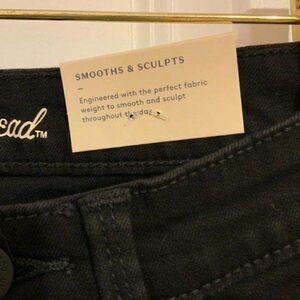 SMOOTHS & SCULPTS
–
Engineered with the perfect fabric
weight to smooth and sculpt
throughout the day.
ead™